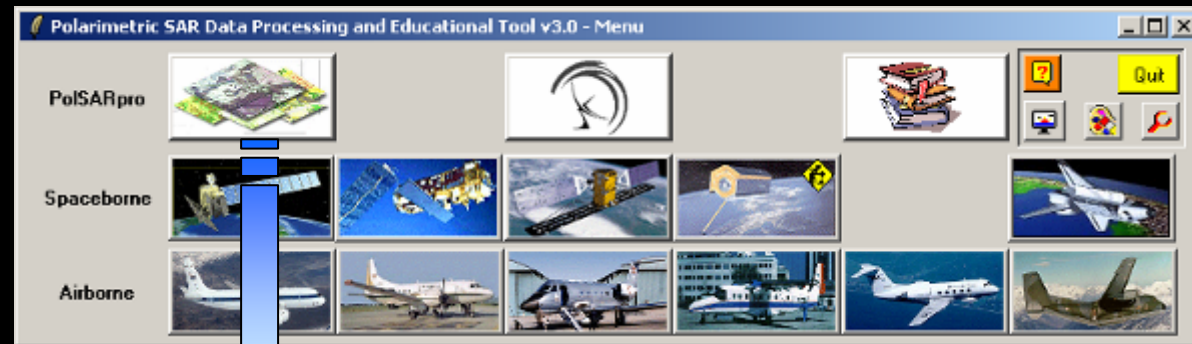 Polarimetric SAR Data Processing and Educational Tool v3.0 - Menu
PolSARpro
?
Quit
Spaceborne
Airborne